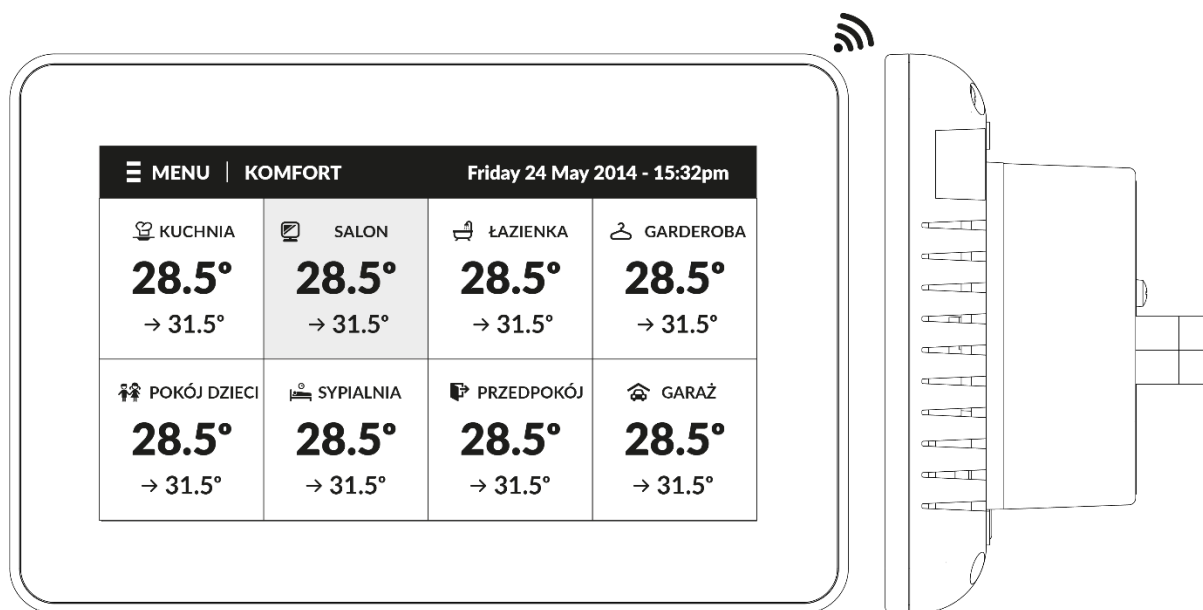 MENU | KOMFORT Friday 24 May 2014 - 15:32pm
KUCHNIA SALON ŁAZIENKA GARDEROBA
28.5° 28.5° 28.5° 28.5°
→ 31.5° → 31.5° → 31.5° → 31.5°
POKÓJ DZIECI SYPIALNIA PRZEDPOKÓJ GARAŻ
28.5° 28.5° 28.5° 28.5°
→ 31.5° → 31.5° → 31.5° → 31.5°